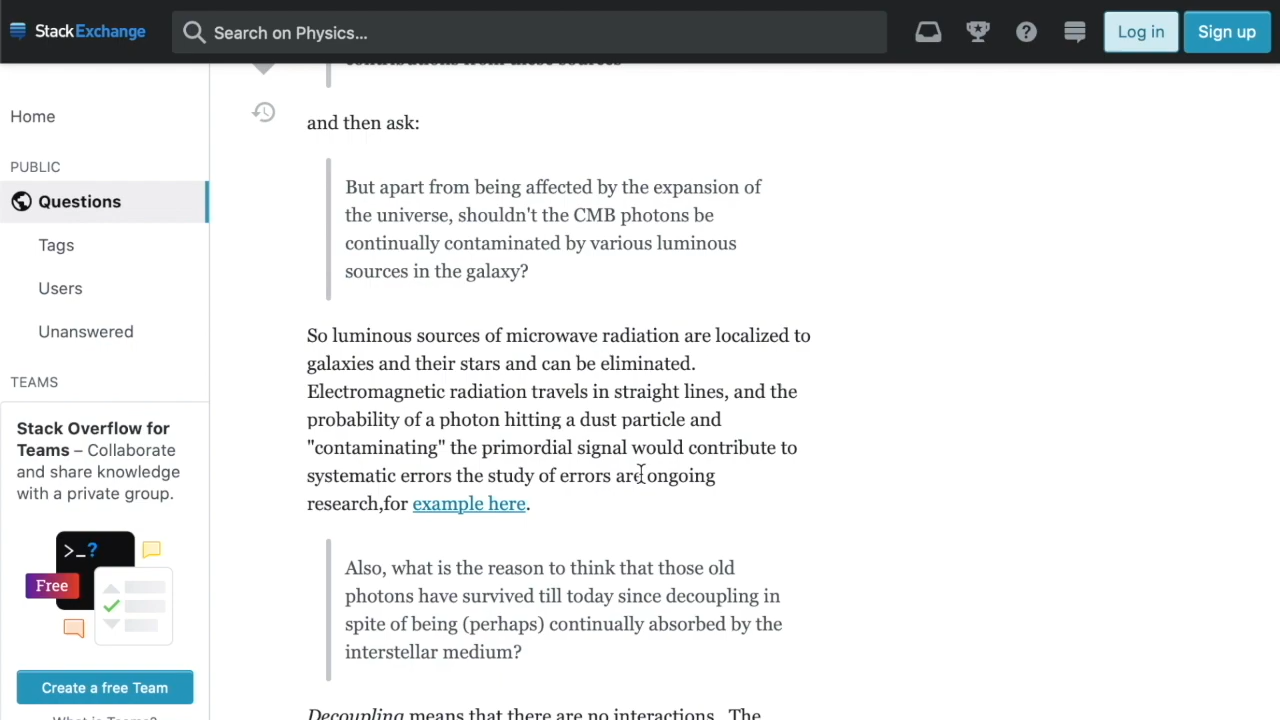 StackExchange
Search on Physics...
Log in
Sign up
Home
PUBLIC
Questions
Tags
Users
Unanswered
TEAMS
Stack Overflow for
Teams – Collaborate
and share knowledge
with a private group.
>_?
Free
Create a free Team
What is Teams?
contributions from these sources
and then ask:
But apart from being affected by the expansion of
the universe, shouldn't the CMB photons be
continually contaminated by various luminous
sources in the galaxy?
So luminous sources of microwave radiation are localized to
galaxies and their stars and can be eliminated.
Electromagnetic radiation travels in straight lines, and the
probability of a photon hitting a dust particle and
"contaminating" the primordial signal would contribute to
systematic errors the study of errors are ongoing
research,for example here.
Also, what is the reason to think that those old
photons have survived till today since decoupling in
spite of being (perhaps) continually absorbed by the
interstellar medium?
Decoupling means that there are no interactions. The